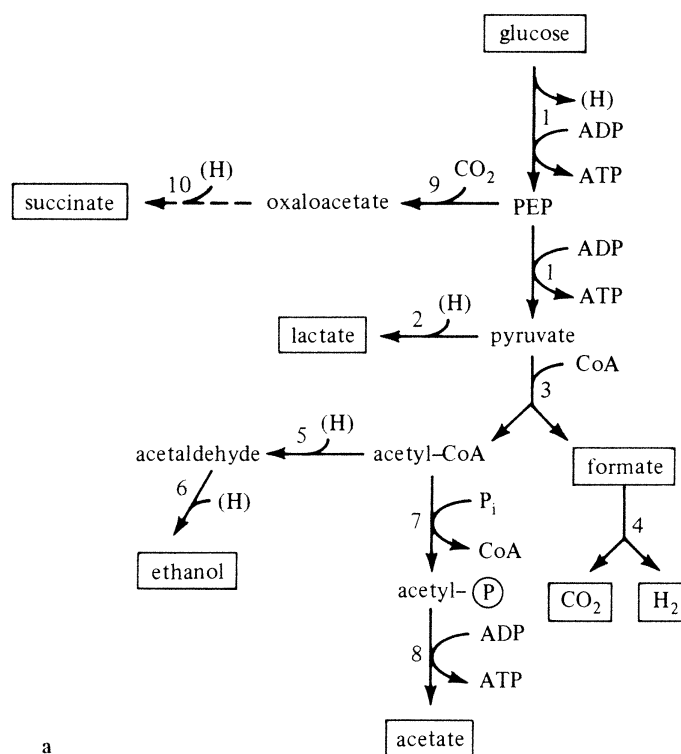 glucose
(H)
1
ADP
ATP
succinate
10
(H)
oxaloacetate
9
CO₂
PEP
ADP
1
ATP
lactate
2
(H)
pyruvate
CoA
3
acetaldehyde
5
(H)
acetyl–CoA
formate
6
(H)
7
Pᵢ
4
CoA
ethanol
acetyl–P
CO₂
H₂
8
ADP
ATP
acetate
a